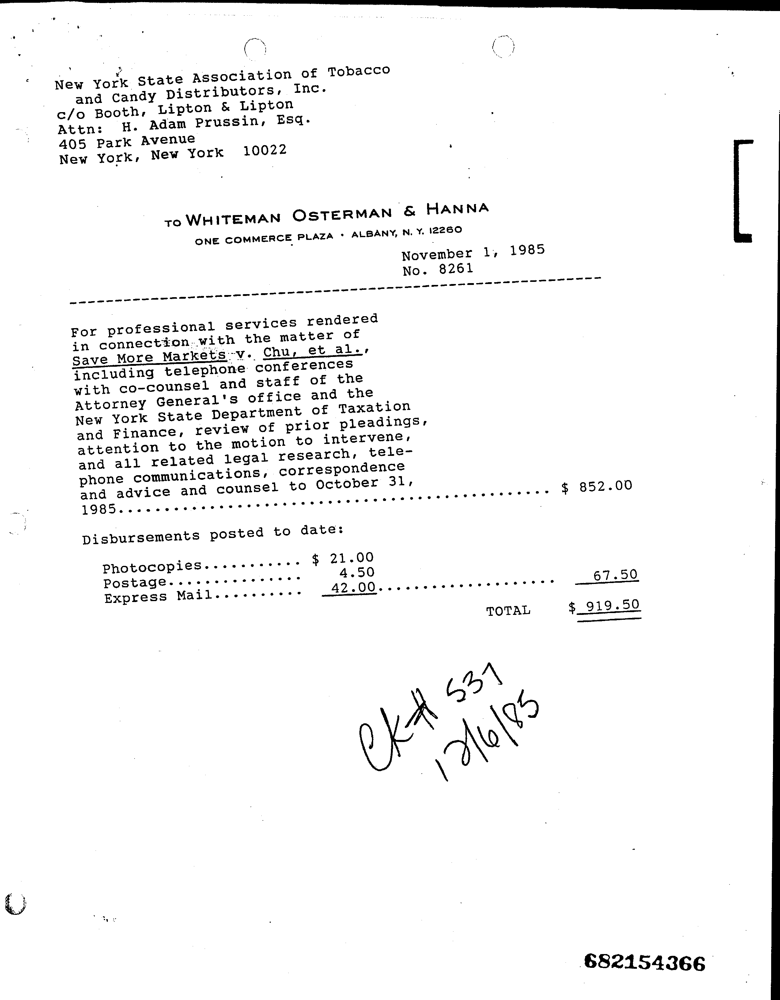 New York State Association of Tobacco
and Candy Distributors, Inc.
c/o Booth, Lipton & Lipton
Attn: H. Adam Prussin, Esq.
405 Park Avenue
New York, New York 10022
TO WHITEMAN OSTERMAN & HANNA
ONE COMMERCE PLAZA · ALBANY, N. Y. 12260
November 1, 1985
No. 8261
For professional services rendered
in connection with the matter of
Save More Markets v. Chu, et al.,
including telephone conferences
with co-counsel and staff of the
Attorney General's office and the
New York State Department of Taxation
and Finance, review of prior pleadings,
attention to the motion to intervene,
and all related legal research, tele-
phone communications, correspondence
and advice and counsel to October 31,
1985.............................................. $ 852.00
Disbursements posted to date:
Photocopies........... $ 21.00
Postage............... 4.50
Express Mail.......... 42.00................... 67.50
TOTAL $ 919.50
CK# 537
12/6/85
682154366